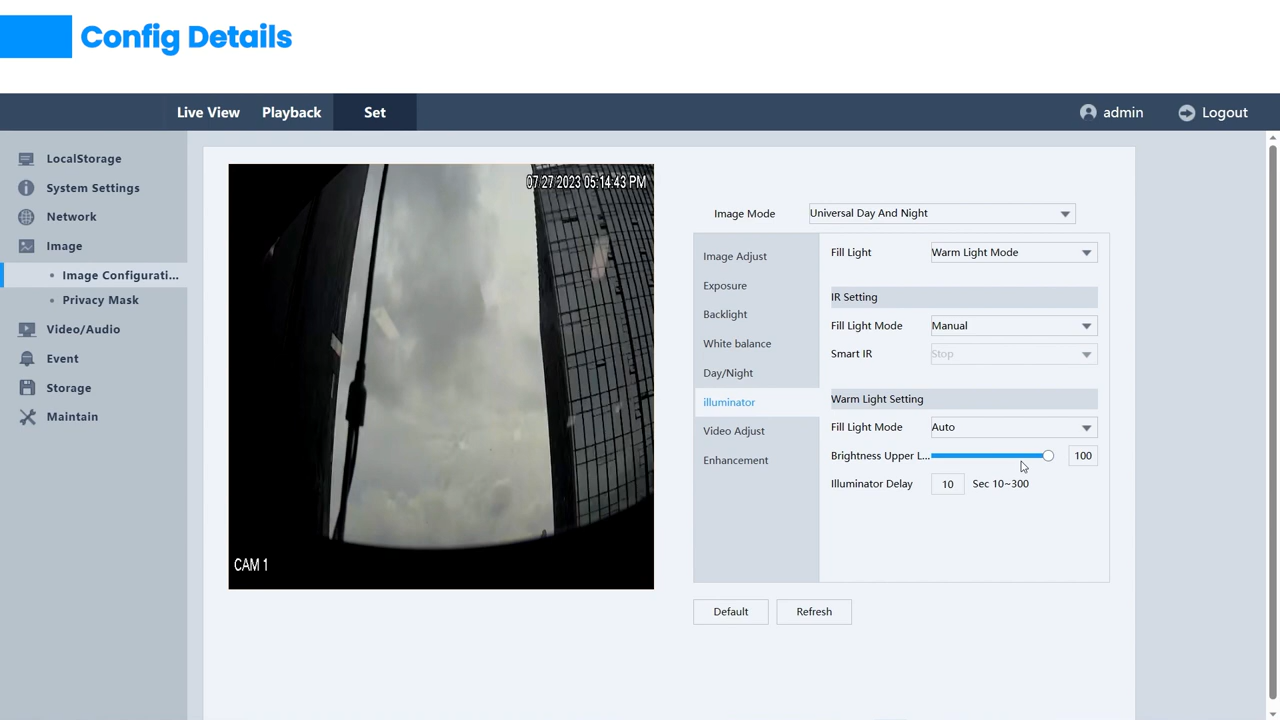 Config Details
Live View Playback Set admin Logout
LocalStorage
System Settings
Network
Image
Image Configurati...
Privacy Mask
Video/Audio
Event
Storage
Maintain
07 27 2023 05:14:43 PM
CAM 1
Image Mode Universal Day And Night
Image Adjust
Exposure
Backlight
White balance
Day/Night
illuminator
Video Adjust
Enhancement
Fill Light Warm Light Mode
IR Setting
Fill Light Mode Manual
Smart IR Stop
Warm Light Setting
Fill Light Mode Auto
Brightness Upper L... 100
Illuminator Delay 10 Sec 10~300
Default Refresh